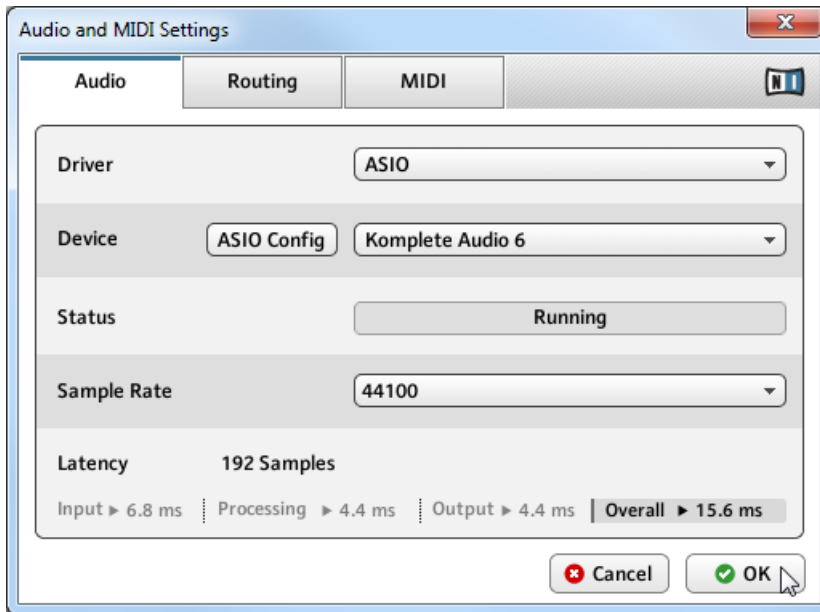 Audio and MIDI Settings
Audio Routing MIDI NI
Driver ASIO
Device ASIO Config Komplete Audio 6
Status Running
Sample Rate 44100
Latency 192 Samples
Input ▸ 6.8 ms Processing ▸ 4.4 ms Output ▸ 4.4 ms Overall ▸ 15.6 ms
Cancel OK